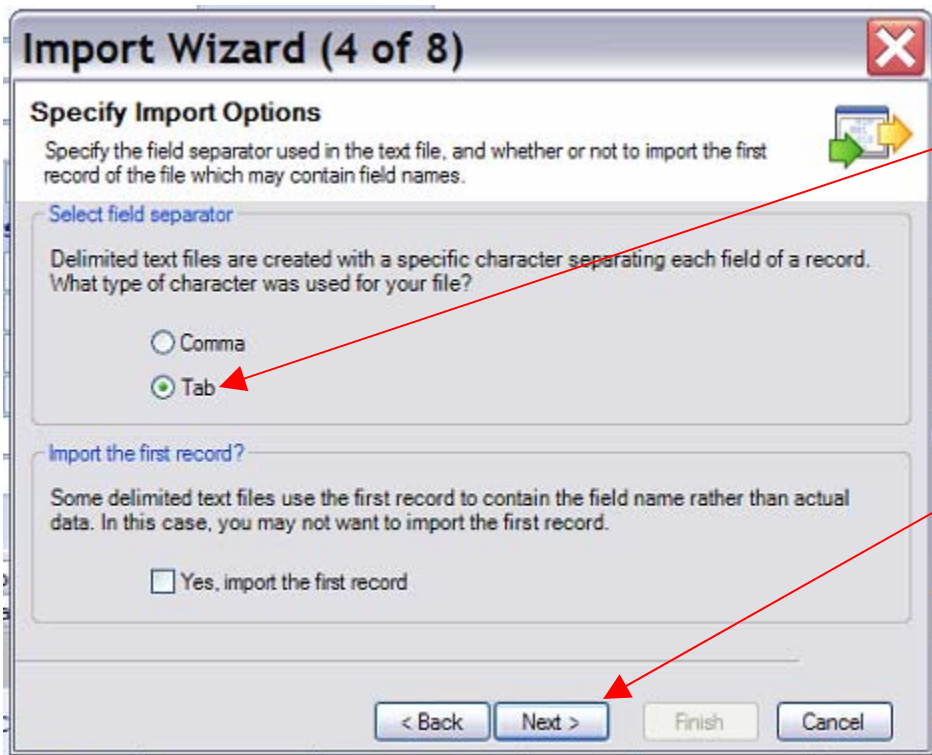 Import Wizard (4 of 8)
Specify Import Options
Specify the field separator used in the text file, and whether or not to import the first
record of the file which may contain field names.
Select field separator
Delimited text files are created with a specific character separating each field of a record.
What type of character was used for your file?
Comma
Tab
Import the first record?
Some delimited text files use the first record to contain the field name rather than actual
data. In this case, you may not want to import the first record.
Yes, import the first record
< Back Next > Finish Cancel